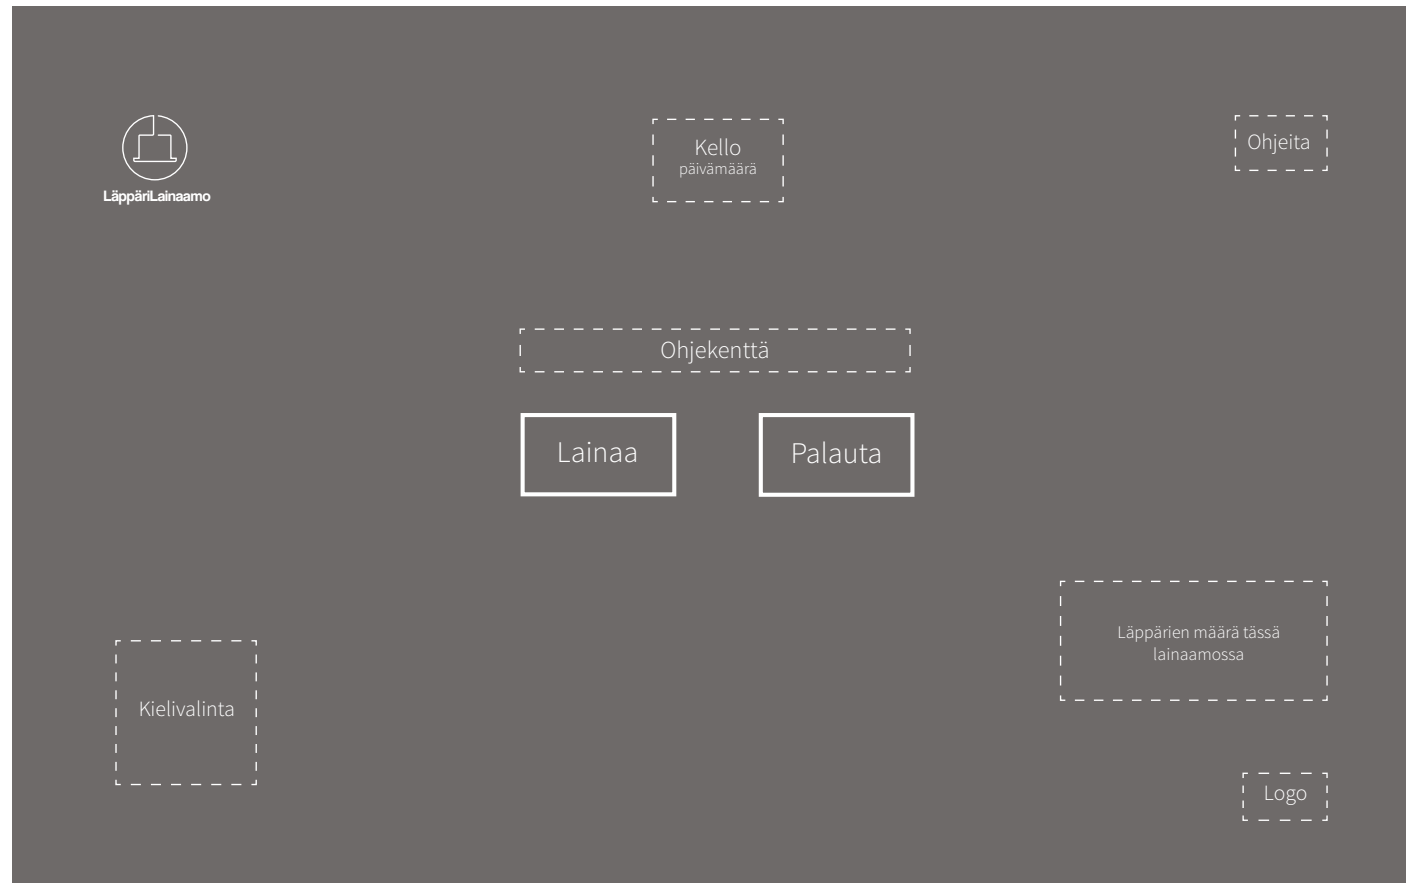 LäppäriLainaamo
Kello
päivämäärä
Ohjeita
Ohjekenttä
Lainaa
Palauta
Läppärien määrä tässä
lainaamossa
Kielivalinta
Logo